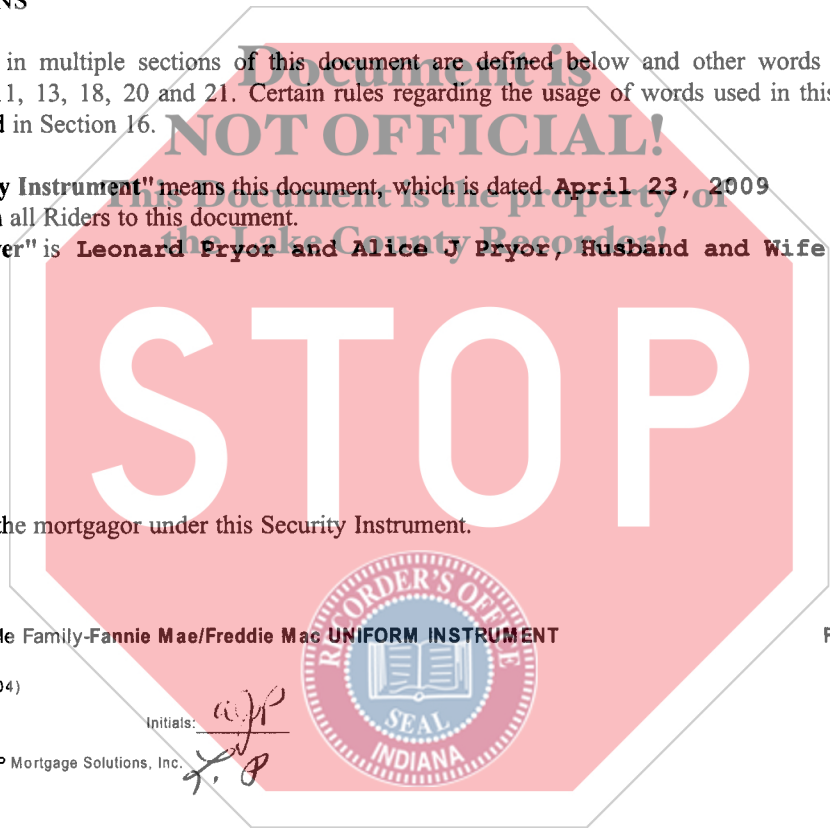 NS
in multiple sections of this document are defined below and other words
11, 13, 18, 20 and 21. Certain rules regarding the usage of words used in this
d in Section 16.
y Instrument" means this document, which is dated April 23, 2009
n all Riders to this document.
er" is Leonard Pryor and Alice J Pryor, Husband and Wife
Document is
NOT OFFICIAL!
This Document is the property of
the Lake County Recorder!
STOP
the mortgagor under this Security Instrument.
le Family-Fannie Mae/Freddie Mac UNIFORM INSTRUMENT
04)
Initials: AJP
P Mortgage Solutions, Inc.
L. P
RECORDER'S OFFICE
SEAL
INDIANA